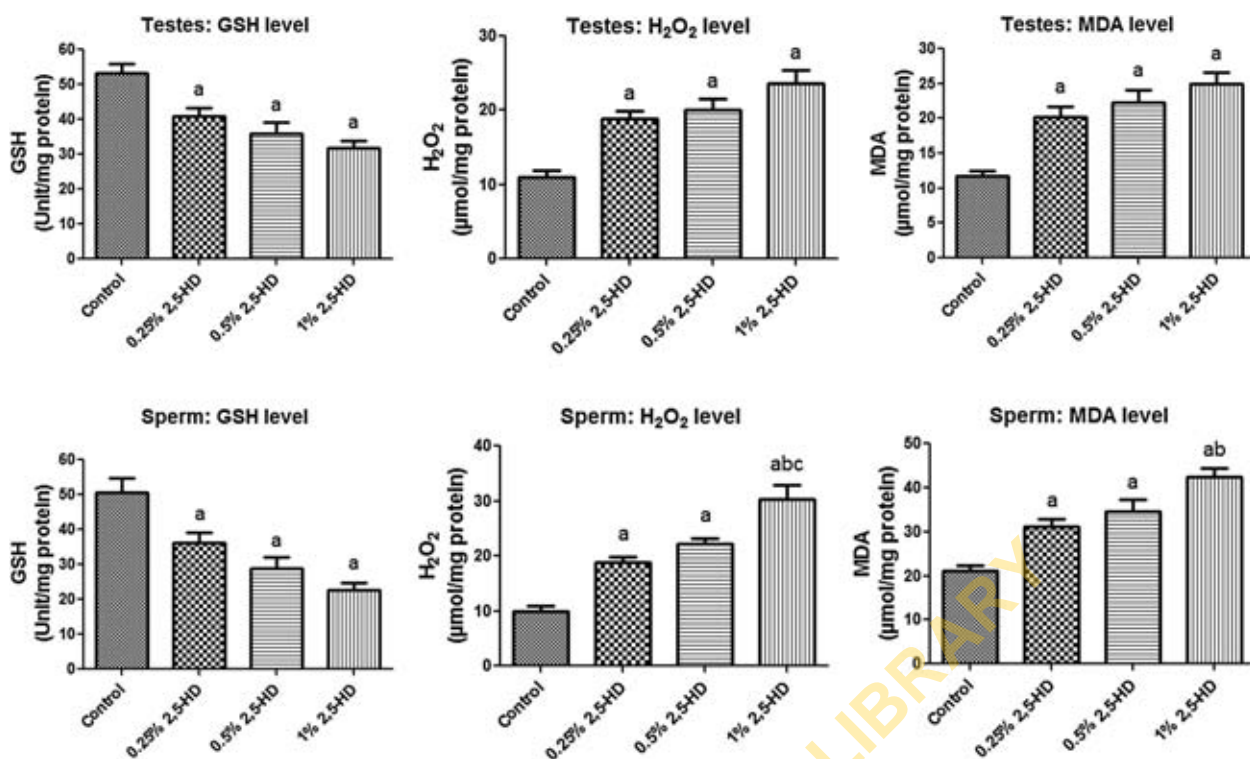 Testes: GSH level
GSH
(Unit/mg protein)
60
50
40
30
20
10
0
a
a
a
Control
0.25% 2,5-HD
0.5% 2,5-HD
1% 2,5-HD
Testes: H₂O₂ level
H₂O₂
(µmol/mg protein)
30
20
10
0
a
a
a
Control
0.25% 2,5-HD
0.5% 2,5-HD
1% 2,5-HD
Testes: MDA level
MDA
(µmol/mg protein)
30
25
20
15
10
5
0
a
a
a
Control
0.25% 2,5-HD
0.5% 2,5-HD
1% 2,5-HD
Sperm: GSH level
GSH
(Unit/mg protein)
60
50
40
30
20
10
0
a
a
a
Control
0.25% 2,5-HD
0.5% 2,5-HD
1% 2,5-HD
Sperm: H₂O₂ level
H₂O₂
(µmol/mg protein)
40
30
20
10
0
a
a
abc
Control
0.25% 2,5-HD
0.5% 2,5-HD
1% 2,5-HD
Sperm: MDA level
MDA
(µmol/mg protein)
50
40
30
20
10
0
a
a
ab
Control
0.25% 2,5-HD
0.5% 2,5-HD
1% 2,5-HD
LIBRARY